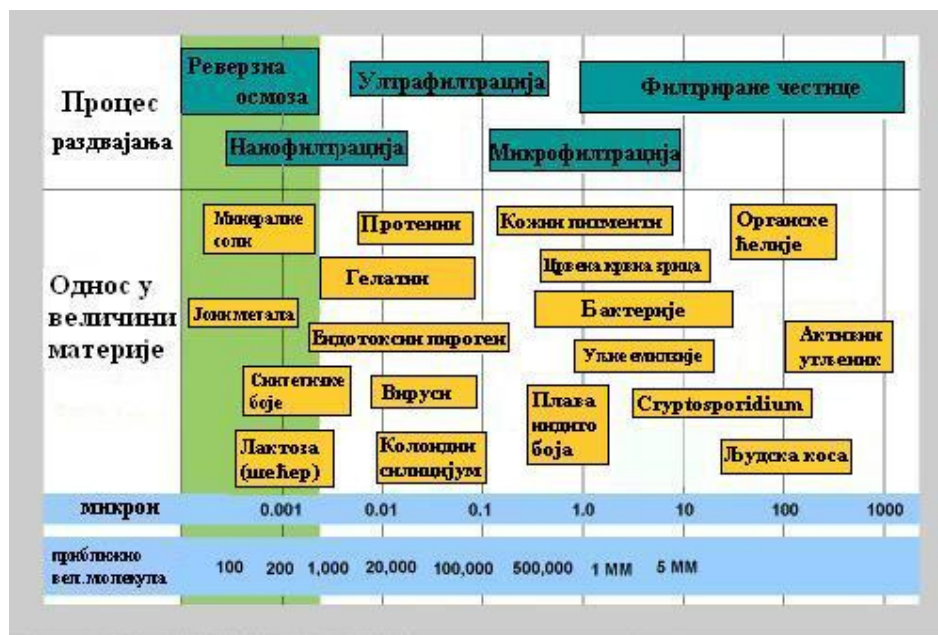 Процес
раздвајања
Реверзна
осмоза
Ултрафилтрација
Филтриране честице
Нанофилтрација
Микрофилтрација
Однос у
величини
материје
Минералне
соли
Протеини
Кожни пигменти
Органске
ћелије
Гелатин
Црвена крвна зрнца
Јони метала
Бактерије
Ендотоксин пироген
Активни
угљеник
Уљне емулзије
Синтетичке
боје
Вируси
Плава
индиго
боја
Cryptosporidium
Лактоза
(шећер)
Колоидни
силицијум
Људска коса
микрон
0.001
0.01
0.1
1.0
10
100
1000
приближно
вел.молекула
100
200
1,000
20,000
100,000
500,000
1 MM
5 MM